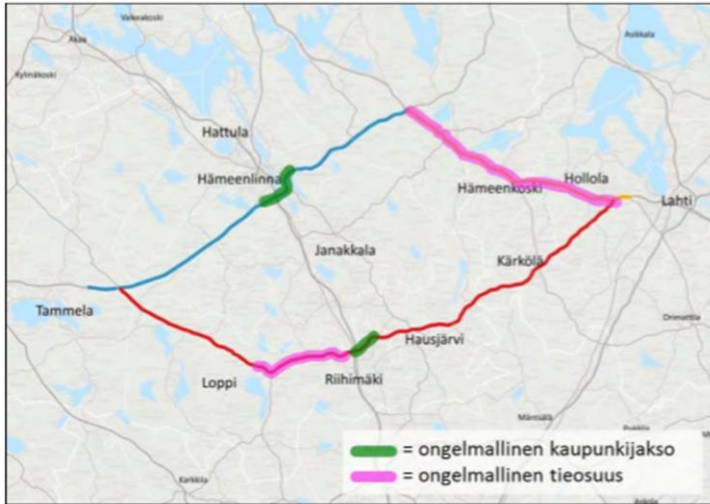 Valkeakoski
Akaa
Kylmäkoski
Asikkala
Hattula
Hämeenlinna
Hämeenkoski
Hollola
Lahti
Janakkala
Kärkölä
Tammela
Orimattila
Loppi
Riihimäki
Hausjärvi
Mäntsälä
Karkkila
= ongelmallinen kaupunkijakso
= ongelmallinen tieosuus